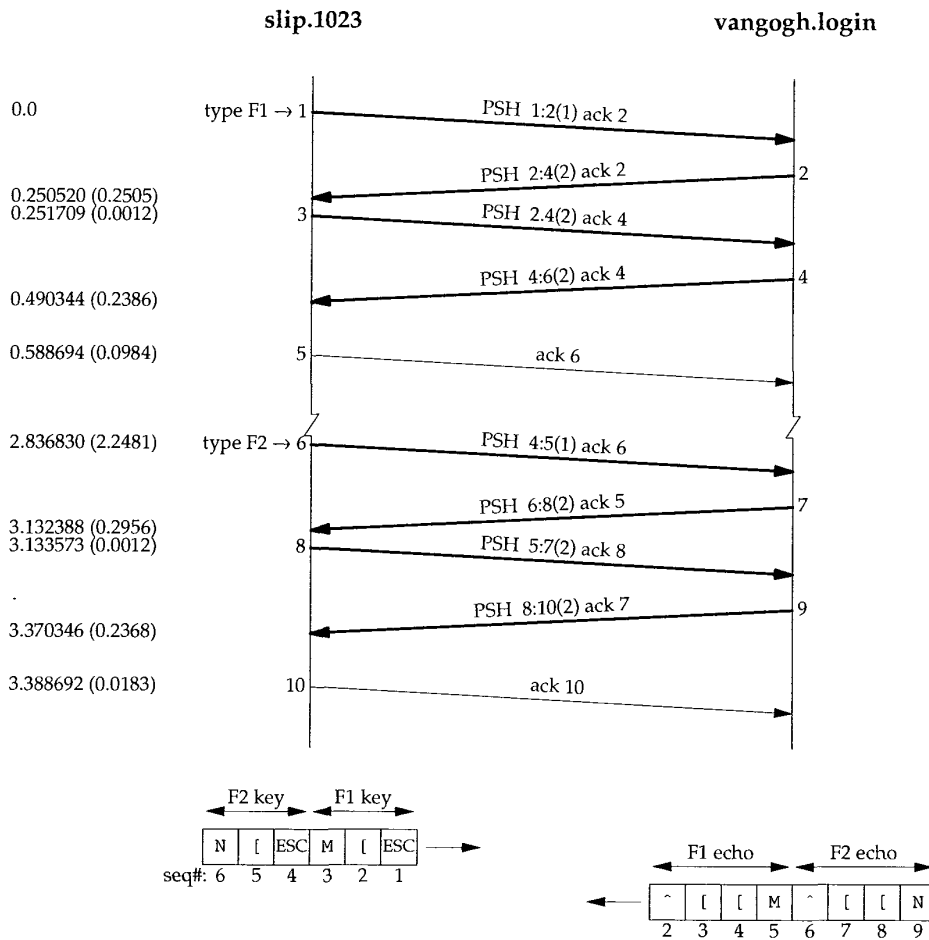 slip.1023 vangogh.login
0.0 type F1 → 1 PSH 1:2(1) ack 2
PSH 2:4(2) ack 2 2
0.250520 (0.2505)
0.251709 (0.0012) 3 PSH 2.4(2) ack 4
PSH 4:6(2) ack 4 4
0.490344 (0.2386)
0.588694 (0.0984) 5 ack 6
2.836830 (2.2481) type F2 → 6 PSH 4:5(1) ack 6
PSH 6:8(2) ack 5 7
3.132388 (0.2956)
3.133573 (0.0012) 8 PSH 5:7(2) ack 8
.
PSH 8:10(2) ack 7 9
3.370346 (0.2368)
3.388692 (0.0183) 10 ack 10
F2 key F1 key
N [ ESC M [ ESC
seq#: 6 5 4 3 2 1
F1 echo F2 echo
^ [ [ M ^ [ [ N
2 3 4 5 6 7 8 9